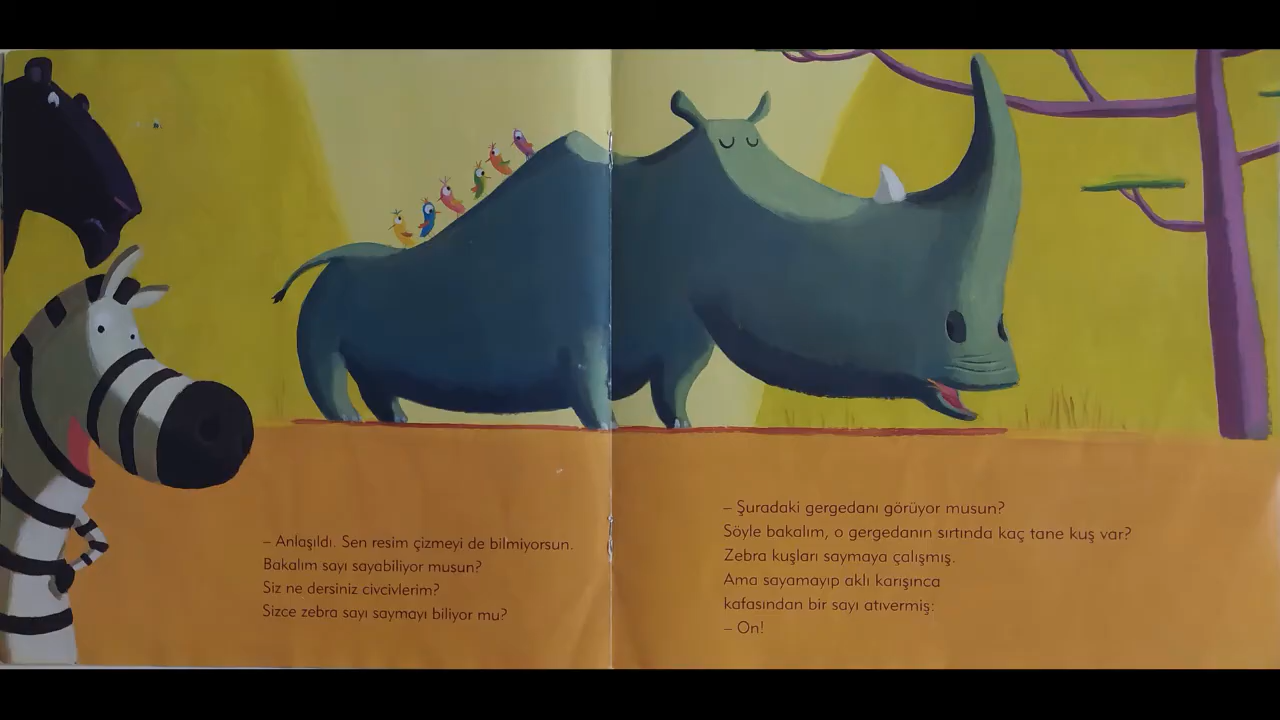 – Anlaşıldı. Sen resim çizmeyi de bilmiyorsun.
Bakalım sayı sayabiliyor musun?
Siz ne dersiniz civcivlerim?
Sizce zebra sayı saymayı biliyor mu?
– Şuradaki gergedanı görüyor musun?
Söyle bakalım, o gergedanın sırtında kaç tane kuş var?
Zebra kuşları saymaya çalışmış.
Ama sayamayıp aklı karışınca
kafasından bir sayı atıvermiş:
– On!